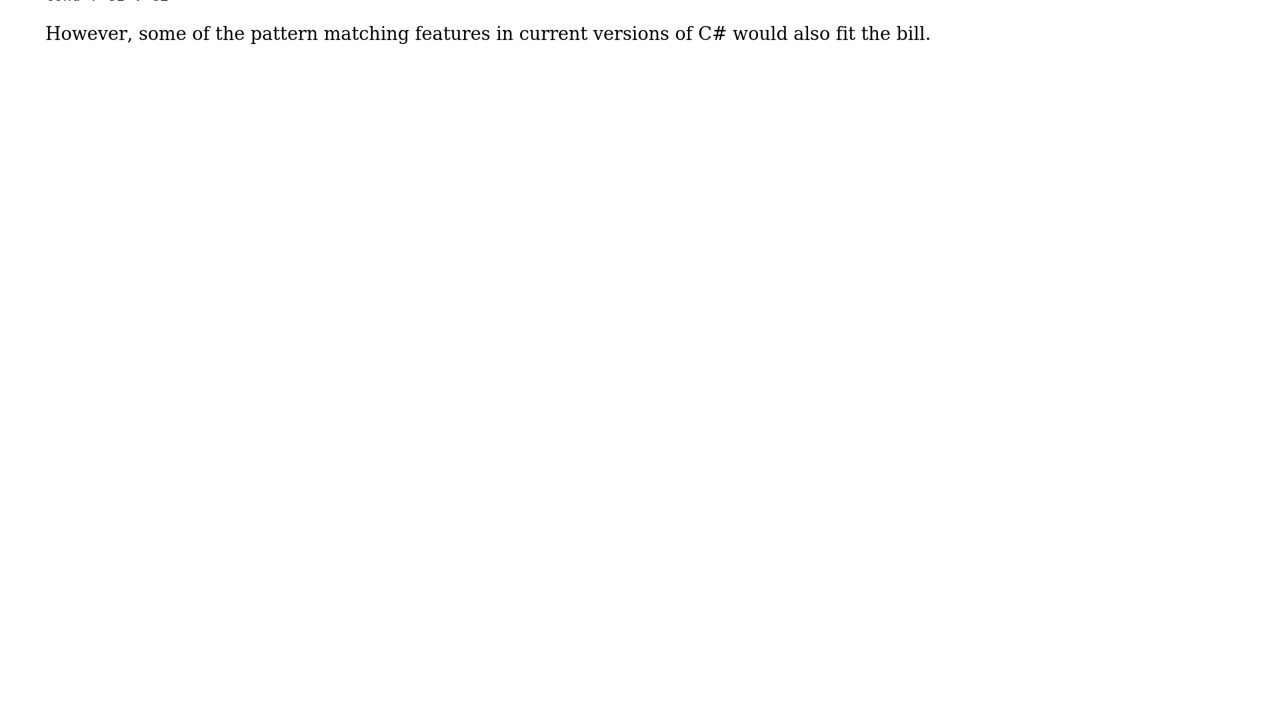 However, some of the pattern matching features in current versions of C# would also fit the bill.